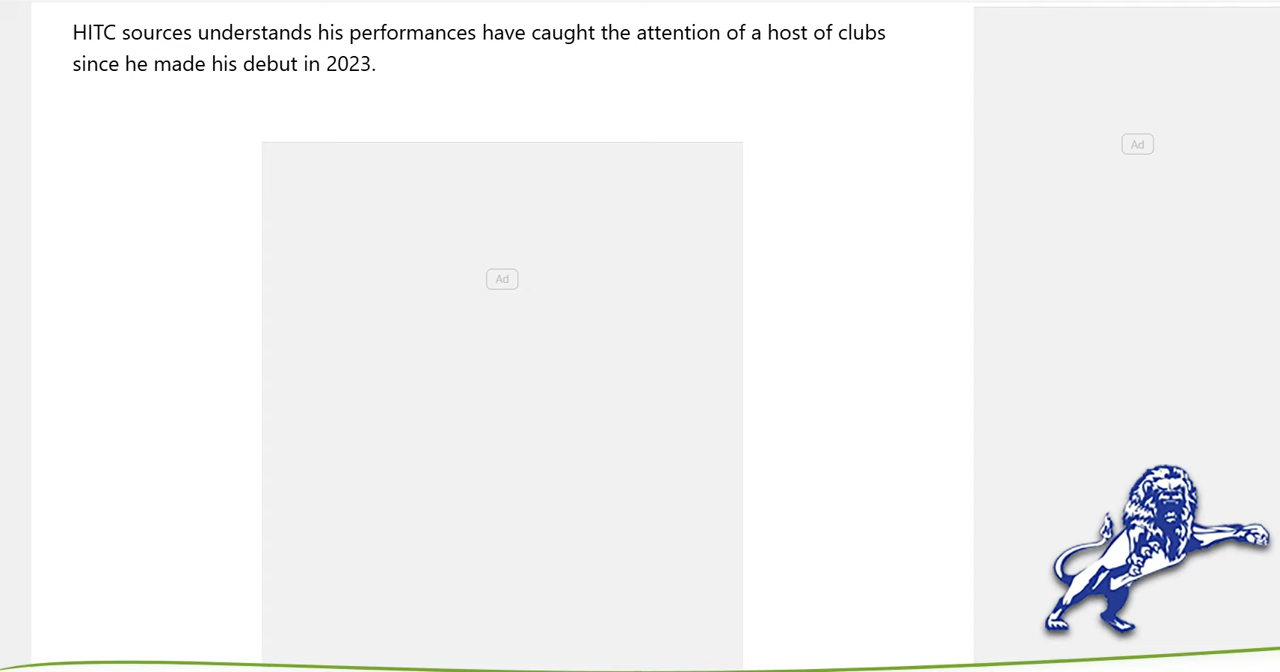 HITC sources understands his performances have caught the attention of a host of clubs
since he made his debut in 2023.
Ad
Ad